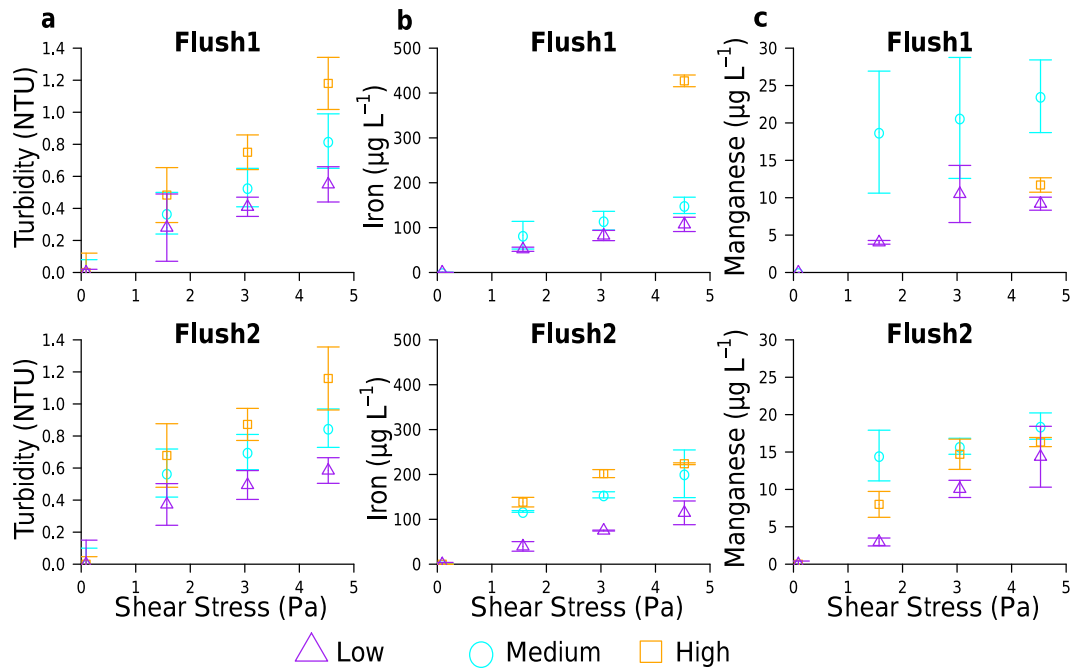 a
b
c
Flush1
Flush1
Flush1
Turbidity (NTU)
0.0
0.2
0.4
0.6
0.8
1.0
1.2
1.4
0 1 2 3 4 5
Iron (µg L−1)
0
100
200
300
400
500
0 1 2 3 4 5
Manganese (µg L−1)
0
5
10
15
20
25
30
0 1 2 3 4 5
Flush2
Flush2
Flush2
Turbidity (NTU)
0.0
0.2
0.4
0.6
0.8
1.0
1.2
1.4
0 1 2 3 4 5
Shear Stress (Pa)
Iron (µg L−1)
0
100
200
300
400
500
0 1 2 3 4 5
Shear Stress (Pa)
Manganese (µg L−1)
0
5
10
15
20
25
30
0 1 2 3 4 5
Shear Stress (Pa)
Low Medium High